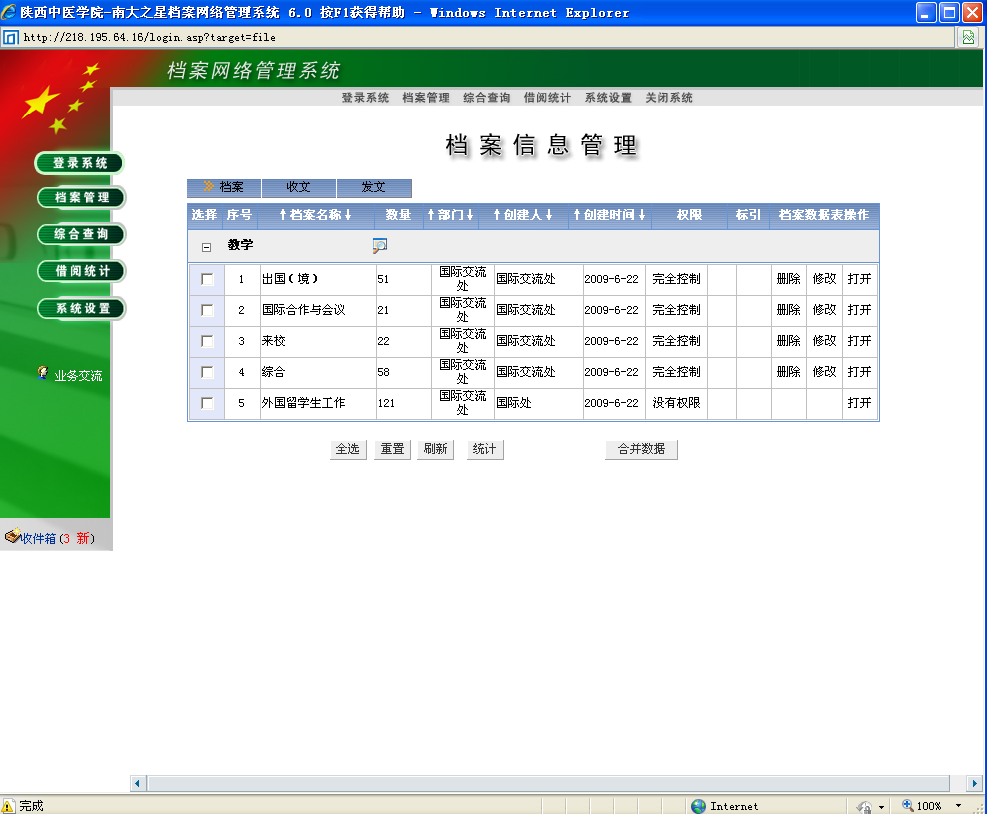 陕西中医学院-南大之星档案网络管理系统 6.0 按F1获得帮助 - Windows Internet Explorer
http://218.195.64.16/login.asp?target=file
档案网络管理系统
登录系统 档案管理 综合查询 借阅统计 系统设置 关闭系统
档案信息管理
登录系统
档案管理
综合查询
借阅统计
系统设置
业务交流
收件箱(3 新)
档案 收文 发文
选择 序号 ↑档案名称↓ 数量 ↑部门↓ ↑创建人↓ ↑创建时间↓ 权限 标引 档案数据表操作
教学
1 出国(境) 51 国际交流处 国际交流处 2009-6-22 完全控制 删除 修改 打开
2 国际合作与会议 21 国际交流处 国际交流处 2009-6-22 完全控制 删除 修改 打开
3 来校 22 国际交流处 国际交流处 2009-6-22 完全控制 删除 修改 打开
4 综合 58 国际交流处 国际交流处 2009-6-22 完全控制 删除 修改 打开
5 外国留学生工作 121 国际交流处 国际处 2009-6-22 没有权限 打开
全选 重置 刷新 统计 合并数据
完成 Internet 100%